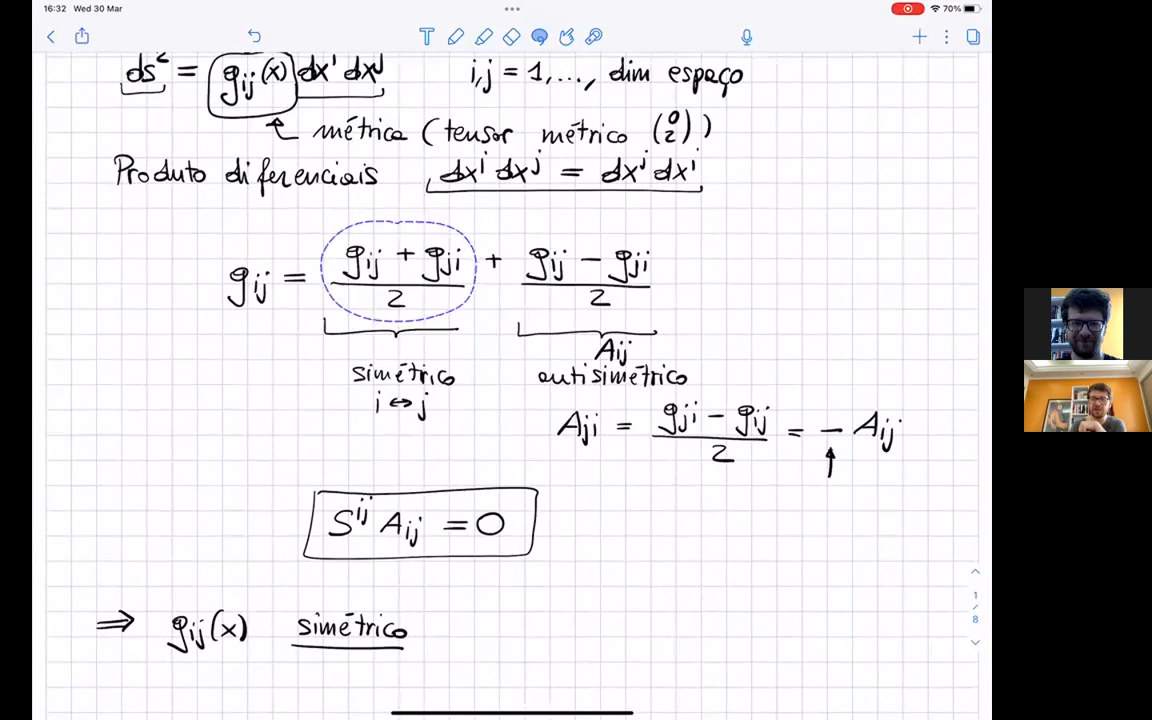 16:32 Wed 30 Mar
70%
ds² = gij(x) dxⁱ dxʲ i,j = 1,..., dim espaço
métrica (tensor métrico (0 2))
Produto diferenciais dxⁱ dxʲ = dxʲ dxⁱ
gij = (gij + gji)/2 + (gij − gji)/2
Aij
simétrico antisimétrico
i ↔ j
Aji = (gji − gij)/2 = − Aij
Sⁱʲ Aij = 0
⇒ gij(x) simétrico
1
/
8